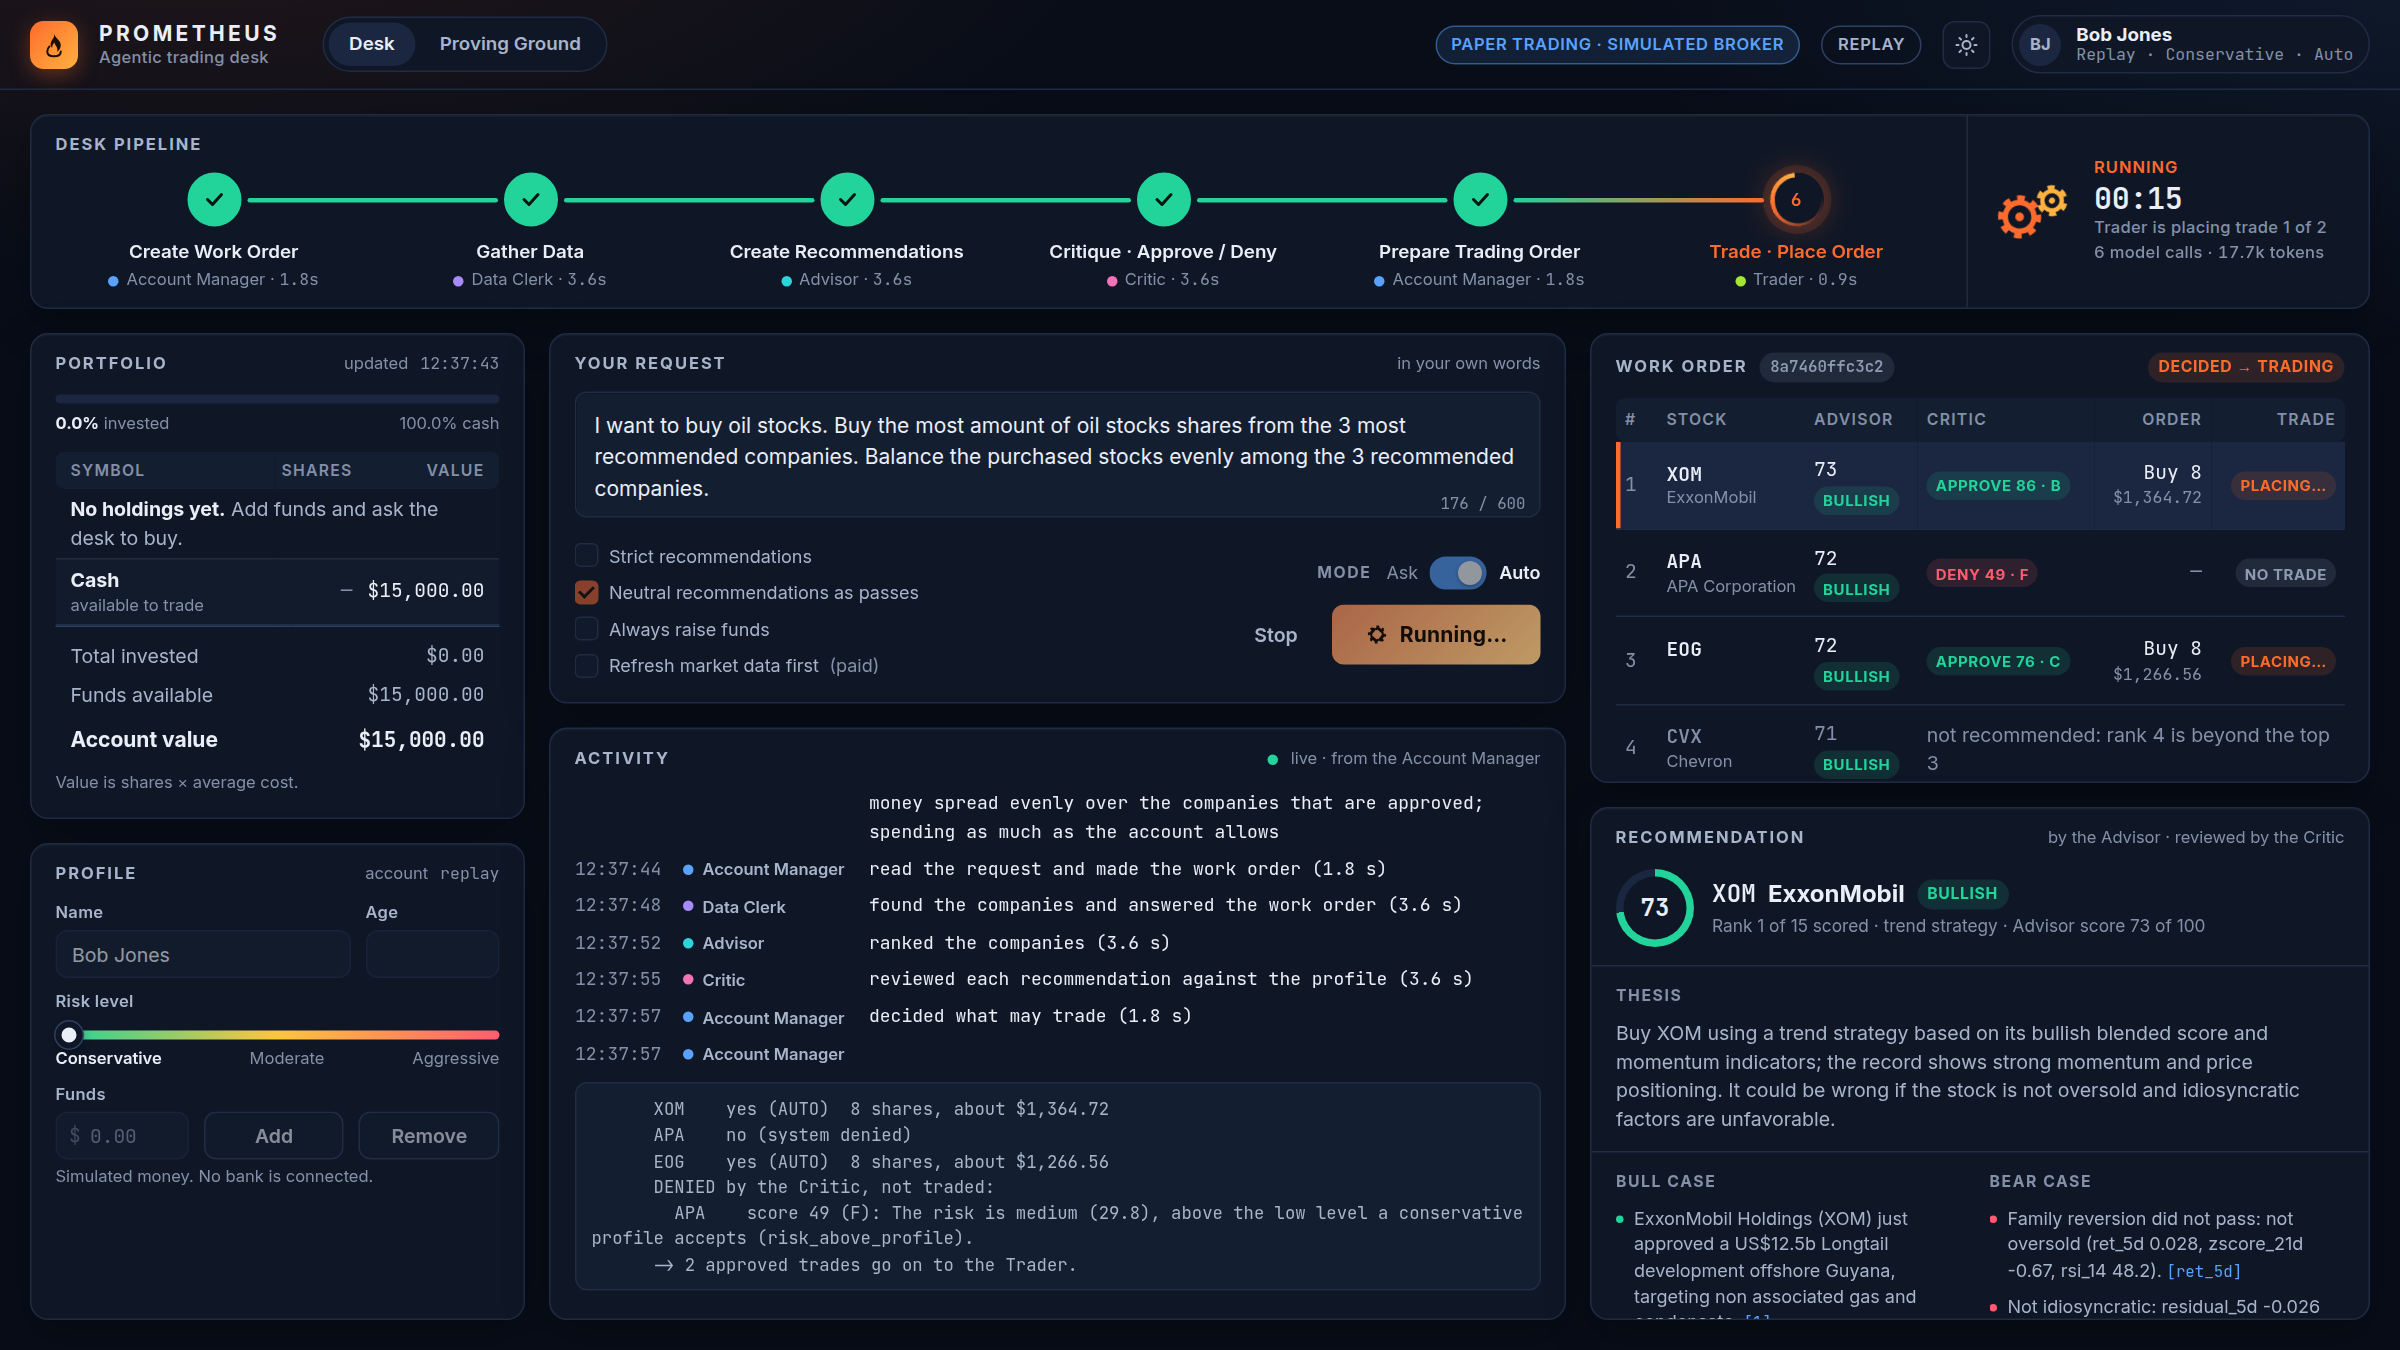 PROMETHEUS
Agentic trading desk
Desk
Proving Ground
PAPER TRADING · SIMULATED BROKER
REPLAY
BJ
Bob Jones
Replay · Conservative · Auto
DESK PIPELINE
Create Work Order
Account Manager · 1.8s
Gather Data
Data Clerk · 3.6s
Create Recommendations
Advisor · 3.6s
Critique · Approve / Deny
Critic · 3.6s
Prepare Trading Order
Account Manager · 1.8s
6
Trade · Place Order
Trader · 0.9s
RUNNING
00:15
Trader is placing trade 1 of 2
6 model calls · 17.7k tokens
PORTFOLIO
updated 12:37:43
0.0% invested
100.0% cash
SYMBOL SHARES VALUE
No holdings yet. Add funds and ask the
desk to buy.
Cash
available to trade
— $15,000.00
Total invested $0.00
Funds available $15,000.00
Account value $15,000.00
Value is shares × average cost.
PROFILE
account replay
Name
Age
Bob Jones
Risk level
Conservative Moderate Aggressive
Funds
$ 0.00
Add
Remove
Simulated money. No bank is connected.
YOUR REQUEST
in your own words
I want to buy oil stocks. Buy the most amount of oil stocks shares from the 3 most
recommended companies. Balance the purchased stocks evenly among the 3 recommended
companies.
176 / 600
Strict recommendations
Neutral recommendations as passes
Always raise funds
Refresh market data first (paid)
MODE Ask Auto
Stop
Running...
ACTIVITY
live · from the Account Manager
money spread evenly over the companies that are approved;
spending as much as the account allows
12:37:44 Account Manager read the request and made the work order (1.8 s)
12:37:48 Data Clerk found the companies and answered the work order (3.6 s)
12:37:52 Advisor ranked the companies (3.6 s)
12:37:55 Critic reviewed each recommendation against the profile (3.6 s)
12:37:57 Account Manager decided what may trade (1.8 s)
12:37:57 Account Manager
XOM yes (AUTO) 8 shares, about $1,364.72
APA no (system denied)
EOG yes (AUTO) 8 shares, about $1,266.56
DENIED by the Critic, not traded:
APA score 49 (F): The risk is medium (29.8), above the low level a conservative
profile accepts (risk_above_profile).
—> 2 approved trades go on to the Trader.
WORK ORDER
8a7460ffc3c2
DECIDED → TRADING
# STOCK ADVISOR CRITIC ORDER TRADE
1
XOM
ExxonMobil
73
BULLISH
APPROVE 86 · B
Buy 8
$1,364.72
PLACING...
2
APA
APA Corporation
72
BULLISH
DENY 49 · F
—
NO TRADE
3
EOG
72
BULLISH
APPROVE 76 · C
Buy 8
$1,266.56
PLACING...
4
CVX
Chevron
71
BULLISH
not recommended: rank 4 is beyond the top
3
RECOMMENDATION
by the Advisor · reviewed by the Critic
73
XOM ExxonMobil BULLISH
Rank 1 of 15 scored · trend strategy · Advisor score 73 of 100
THESIS
Buy XOM using a trend strategy based on its bullish blended score and
momentum indicators; the record shows strong momentum and price
positioning. It could be wrong if the stock is not oversold and idiosyncratic
factors are unfavorable.
BULL CASE
ExxonMobil Holdings (XOM) just
approved a US$12.5b Longtail
development offshore Guyana,
targeting non associated gas and
BEAR CASE
Family reversion did not pass: not
oversold (ret_5d 0.028, zscore_21d
-0.67, rsi_14 48.2). [ret_5d]
Not idiosyncratic: residual_5d -0.026